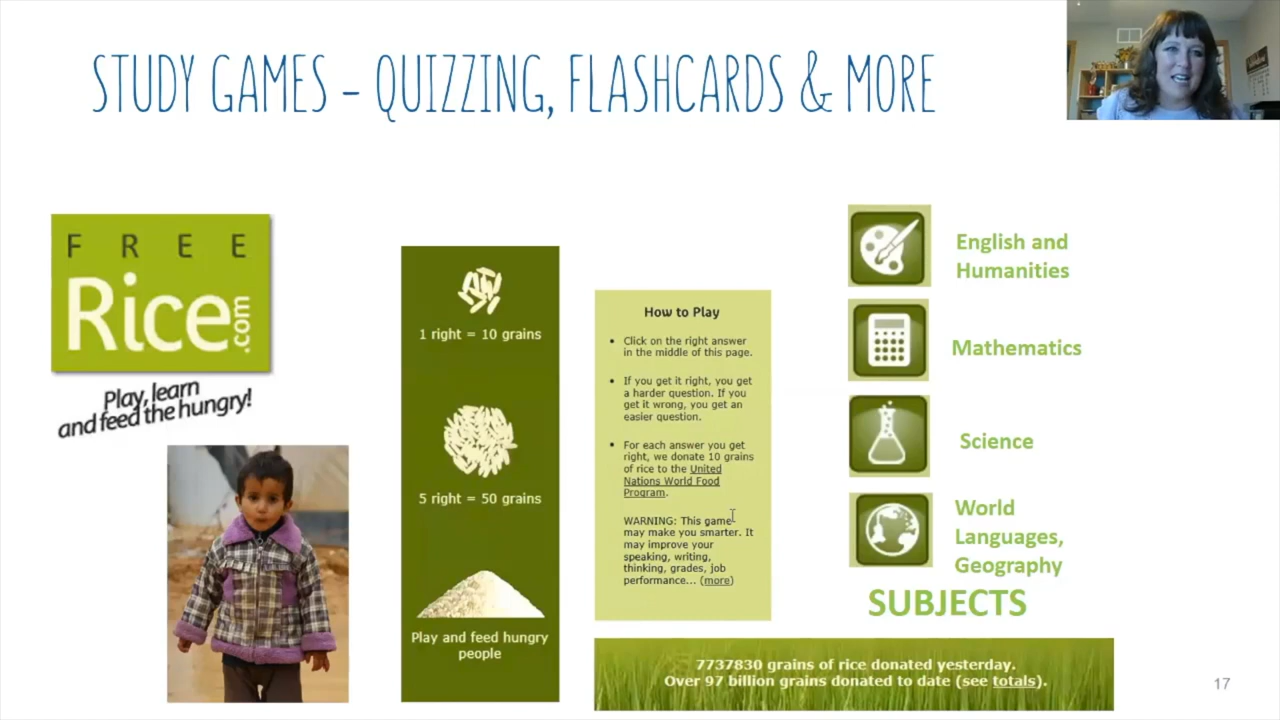 STUDY GAMES – QUIZZING, FLASHCARDS & MORE
FREE
Rice.com
Play, learn
and feed the hungry!
1 right = 10 grains
5 right = 50 grains
Play and feed hungry
people
How to Play
• Click on the right answer
in the middle of this page.
• If you get it right, you get
a harder question. If you
get it wrong, you get an
easier question.
• For each answer you get
right, we donate 10 grains
of rice to the United
Nations World Food
Program.
WARNING: This game
may make you smarter. It
may improve your
speaking, writing,
thinking, grades, job
performance... (more)
English and
Humanities
Mathematics
Science
World
Languages,
Geography
SUBJECTS
7737830 grains of rice donated yesterday.
Over 97 billion grains donated to date (see totals).
17